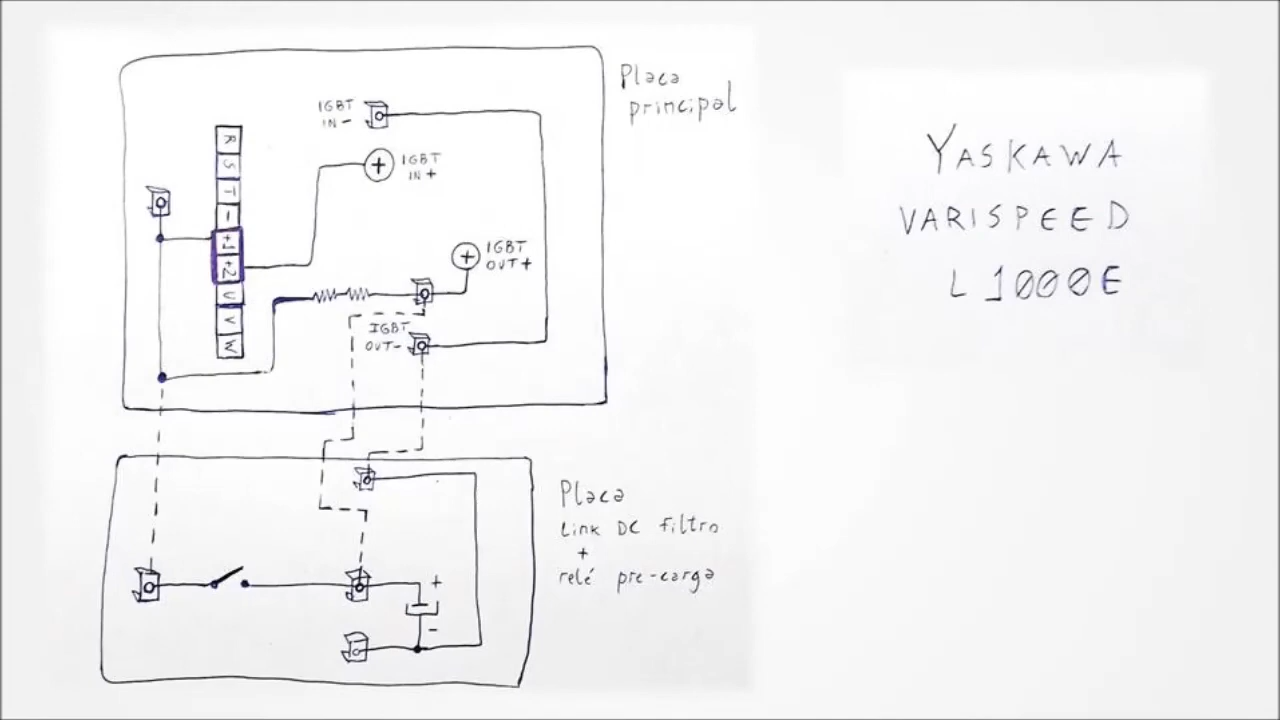 Placa
principal
IGBT
IN -
+
IGBT
IN +
R
S
T
-
+1
+2
U
V
W
+
IGBT
OUT +
IGBT
OUT -
YASKAWA
VARISPEED
L1000E
Placa
Link DC filtro
+
relé pre-carga
+
-